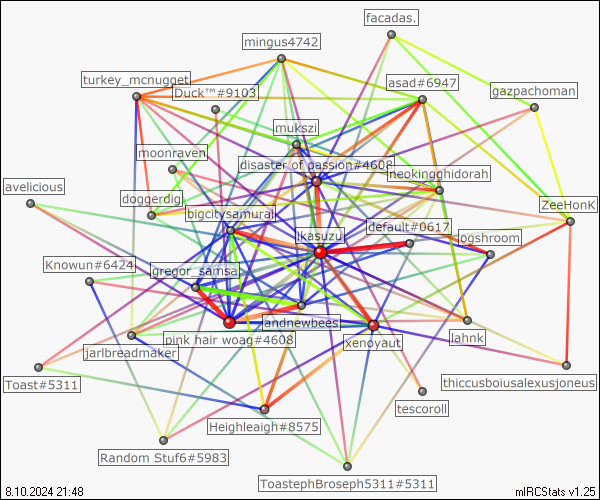 facadas.
mingus4742
turkey_mcnugget
asad#6947
gazpachoman
Duck™#9103
mukszi
moonraven
disaster of passion#4608
neokingghidorah
avelicious
doggerdig
ZeeHonK
bigcitysamurai
default#0617
ikasuzu
ogshroom
Knowun#6424
gregor_samsa
andnewbees
lahnk
pink hair woag#4608
xenoyaut
jarlbreadmaker
Toast#5311
thiccusboiusalexusjoneus
tescoroll
Heighleaigh#8575
Random Stuf6#5983
ToastephBroseph5311#5311
8.10.2024 21:48
mIRCStats v1.25